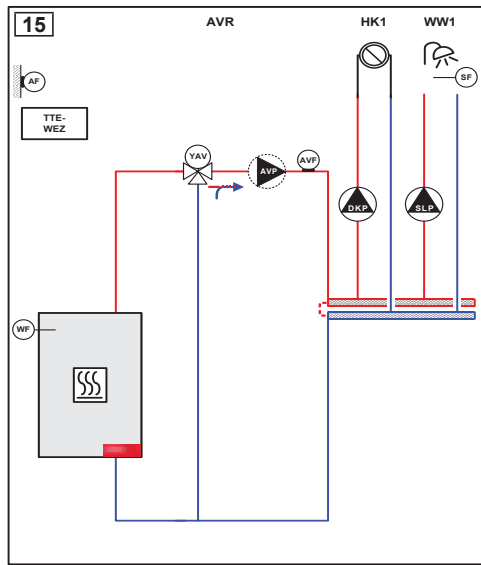 15
AVR
HK1
WW1
AF
SF
TTE-
WEZ
YAV
AVP
AVF
DKP
SLP
WF